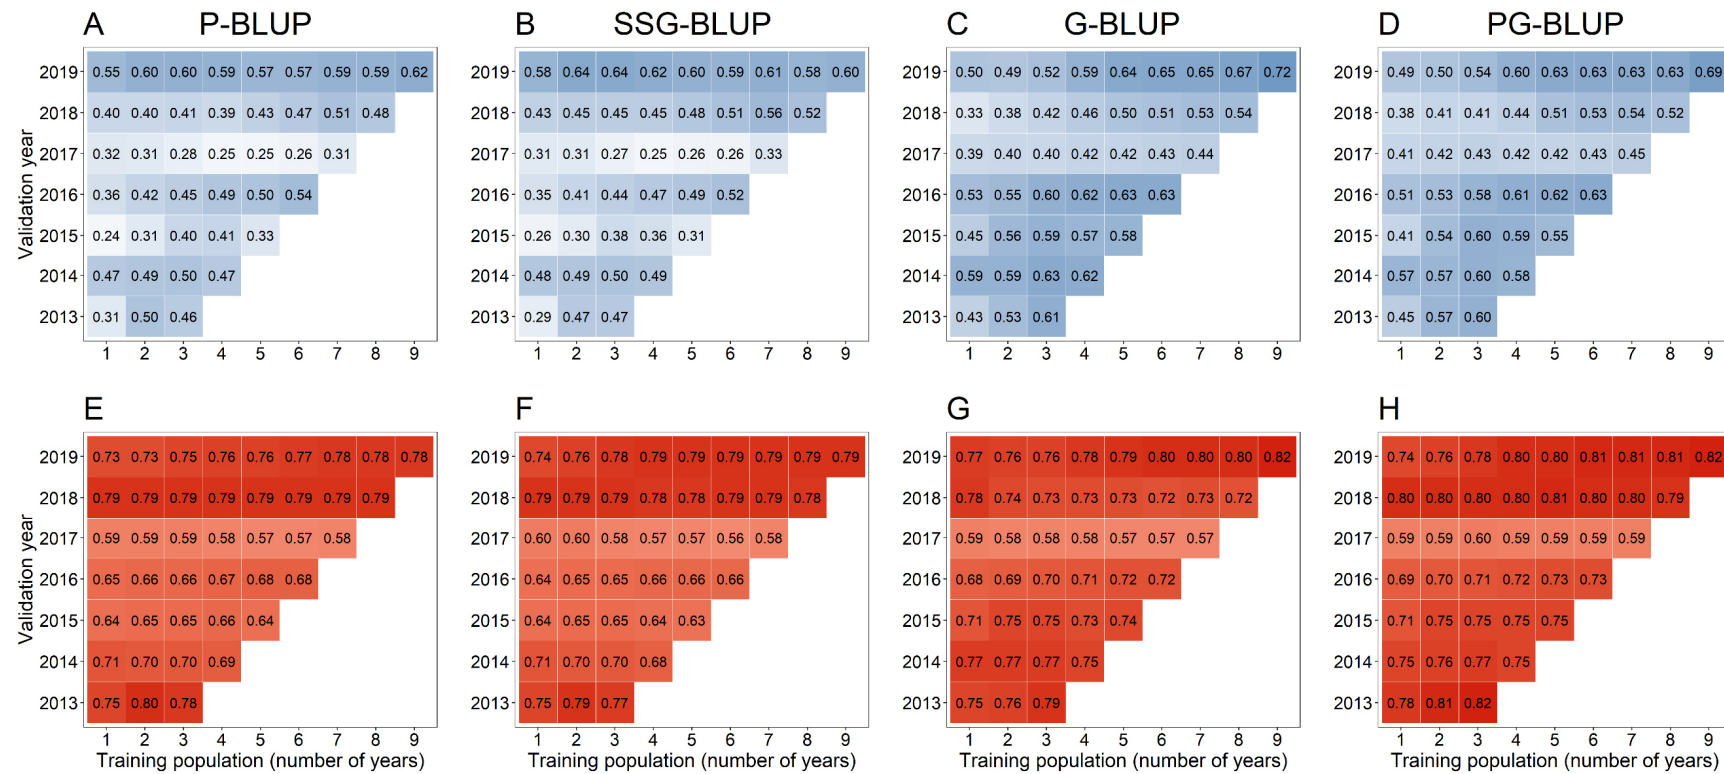 A P-BLUP B SSG-BLUP C G-BLUP D PG-BLUP
Validation year
2019 0.55 0.60 0.60 0.59 0.57 0.57 0.59 0.59 0.62 2019 0.58 0.64 0.64 0.62 0.60 0.59 0.61 0.58 0.60 2019 0.50 0.49 0.52 0.59 0.64 0.65 0.65 0.67 0.72 2019 0.49 0.50 0.54 0.60 0.63 0.63 0.63 0.63 0.69
2018 0.40 0.40 0.41 0.39 0.43 0.47 0.51 0.48 2018 0.43 0.45 0.45 0.45 0.48 0.51 0.56 0.52 2018 0.33 0.38 0.42 0.46 0.50 0.51 0.53 0.54 2018 0.38 0.41 0.41 0.44 0.51 0.53 0.54 0.52
2017 0.32 0.31 0.28 0.25 0.25 0.26 0.31 2017 0.31 0.31 0.27 0.25 0.26 0.26 0.33 2017 0.39 0.40 0.40 0.42 0.42 0.43 0.44 2017 0.41 0.42 0.43 0.42 0.42 0.43 0.45
2016 0.36 0.42 0.45 0.49 0.50 0.54 2016 0.35 0.41 0.44 0.47 0.49 0.52 2016 0.53 0.55 0.60 0.62 0.63 0.63 2016 0.51 0.53 0.58 0.61 0.62 0.63
2015 0.24 0.31 0.40 0.41 0.33 2015 0.26 0.30 0.38 0.36 0.31 2015 0.45 0.56 0.59 0.57 0.58 2015 0.41 0.54 0.60 0.59 0.55
2014 0.47 0.49 0.50 0.47 2014 0.48 0.49 0.50 0.49 2014 0.59 0.59 0.63 0.62 2014 0.57 0.57 0.60 0.58
2013 0.31 0.50 0.46 2013 0.29 0.47 0.47 2013 0.43 0.53 0.61 2013 0.45 0.57 0.60
1 2 3 4 5 6 7 8 9 1 2 3 4 5 6 7 8 9 1 2 3 4 5 6 7 8 9 1 2 3 4 5 6 7 8 9
E F G H
Validation year
2019 0.73 0.73 0.75 0.76 0.76 0.77 0.78 0.78 0.78 2019 0.74 0.76 0.78 0.79 0.79 0.79 0.79 0.79 0.79 2019 0.77 0.76 0.76 0.78 0.79 0.80 0.80 0.80 0.82 2019 0.74 0.76 0.78 0.80 0.80 0.81 0.81 0.81 0.82
2018 0.79 0.79 0.79 0.79 0.79 0.79 0.79 0.79 2018 0.79 0.79 0.79 0.78 0.78 0.79 0.79 0.78 2018 0.78 0.74 0.73 0.73 0.73 0.72 0.73 0.72 2018 0.80 0.80 0.80 0.80 0.81 0.80 0.80 0.79
2017 0.59 0.59 0.59 0.58 0.57 0.57 0.58 2017 0.60 0.60 0.58 0.57 0.57 0.56 0.58 2017 0.59 0.58 0.58 0.58 0.57 0.57 0.57 2017 0.59 0.59 0.60 0.59 0.59 0.59 0.59
2016 0.65 0.66 0.66 0.67 0.68 0.68 2016 0.64 0.65 0.65 0.66 0.66 0.66 2016 0.68 0.69 0.70 0.71 0.72 0.72 2016 0.69 0.70 0.71 0.72 0.73 0.73
2015 0.64 0.65 0.65 0.66 0.64 2015 0.64 0.65 0.65 0.64 0.63 2015 0.71 0.75 0.75 0.73 0.74 2015 0.71 0.75 0.75 0.75 0.75
2014 0.71 0.70 0.70 0.69 2014 0.71 0.70 0.70 0.68 2014 0.77 0.77 0.77 0.75 2014 0.75 0.76 0.77 0.75
2013 0.75 0.80 0.78 2013 0.75 0.79 0.77 2013 0.75 0.76 0.79 2013 0.78 0.81 0.82
1 2 3 4 5 6 7 8 9 1 2 3 4 5 6 7 8 9 1 2 3 4 5 6 7 8 9 1 2 3 4 5 6 7 8 9
Training population (number of years) Training population (number of years) Training population (number of years) Training population (number of years)